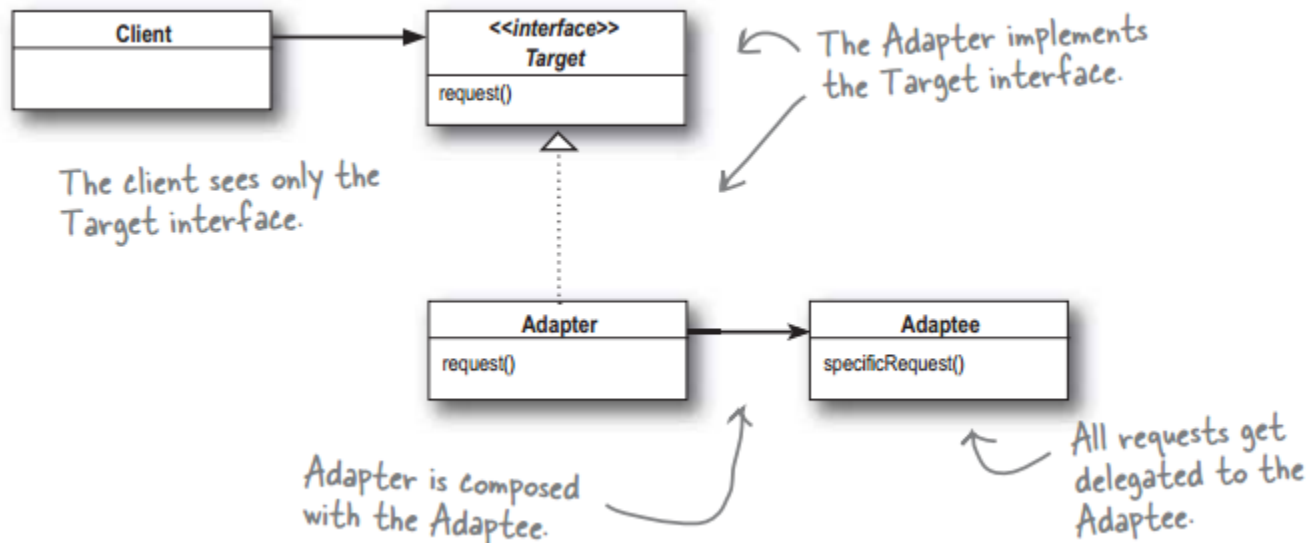 Client
<<interface>>
Target
request()
The Adapter implements
the Target interface.
The client sees only the
Target interface.
Adapter
request()
Adaptee
specificRequest()
Adapter is composed
with the Adaptee.
All requests get
delegated to the
Adaptee.